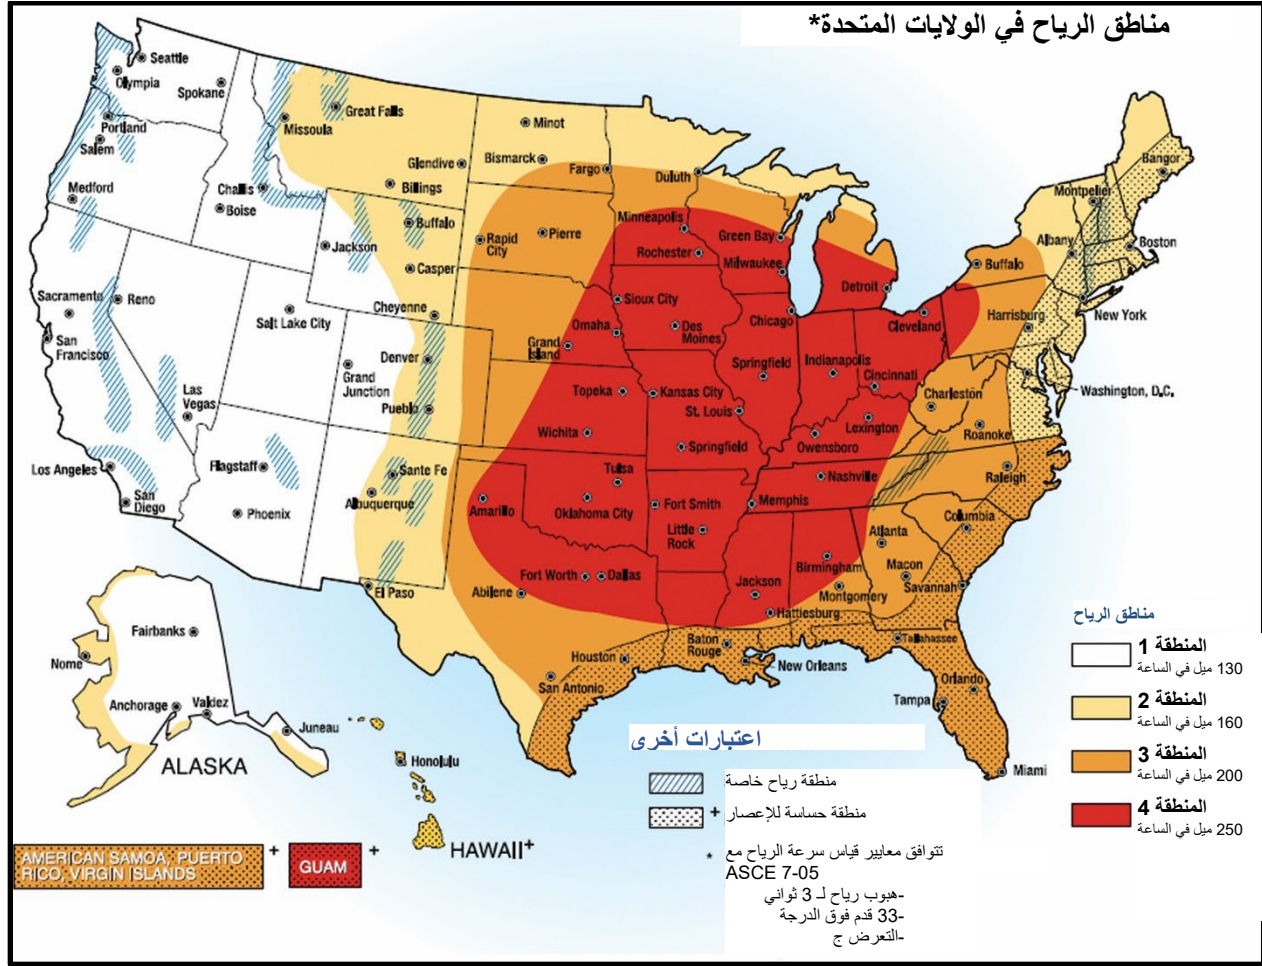 مناطق الرياح في الولايات المتحدة*
Seattle
Olympia
Spokane
Portland
Salem
Medford
Great Falls
Missoula
Glendive
Billings
Challis
Boise
Minot
Bismarck
Fargo
Duluth
Bangor
Montpelier
Buffalo
Jackson
Casper
Cheyenne
Rapid
City
Pierre
Minneapolis
Rochester
Green Bay
Milwaukee
Detroit
Buffalo
Albany
Boston
New York
Harrisburg
Washington, D.C.
Sacramento
Reno
San
Francisco
Salt Lake City
Las
Vegas
Grand
Junction
Denver
Pueblo
Sioux City
Omaha
Grand
Island
Des
Moines
Chicago
Cleveland
Springfield
Indianapolis
Cincinnati
Topeka
Kansas City
St. Louis
Charleston
Roanoke
Lexington
Owensboro
Wichita
Springfield
Los Angeles
San
Diego
Flagstaff
Phoenix
Sante Fe
Albuquerque
El Paso
Tulsa
Amarillo
Oklahoma City
Fort Smith
Little
Rock
Memphis
Nashville
Raleigh
Columbia
Atlanta
Macon
Savannah
Birmingham
Montgomery
Jackson
Hattiesburg
Fort Worth
Dallas
Abilene
Houston
San Antonio
Baton
Rouge
New Orleans
Tallahassee
Orlando
Tampa
Miami
Fairbanks
Nome
Anchorage
Valdez
Juneau
ALASKA
Honolulu
HAWAII+
AMERICAN SAMOA, PUERTO
RICO, VIRGIN ISLANDS
+
GUAM
+
مناطق الرياح
المنطقة 1
130 ميل في الساعة
المنطقة 2
160 ميل في الساعة
المنطقة 3
200 ميل في الساعة
المنطقة 4
250 ميل في الساعة
اعتبارات أخرى
منطقة رياح خاصة
+ منطقة حساسة للإعصار
* تتوافق معايير قياس سرعة الرياح مع
ASCE 7-05
-هبوب رياح لـ 3 ثواني
-33 قدم فوق الدرجة
-التعرض ج